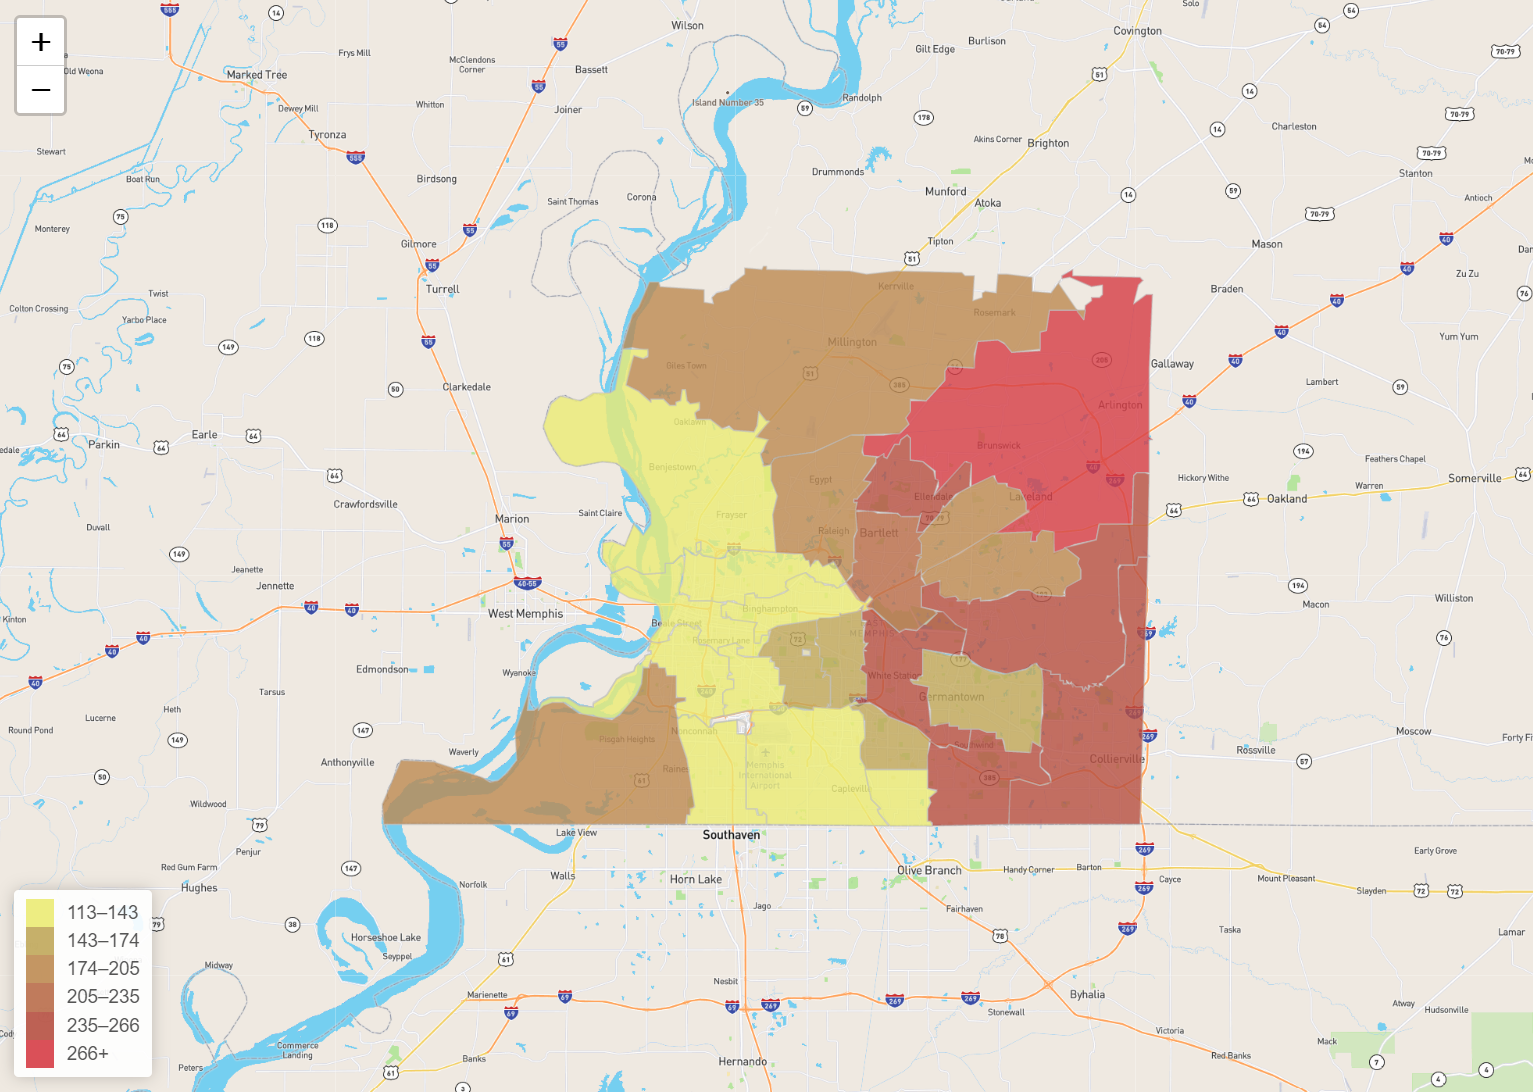 +
−
Wilson
Solo
Covington
Burlison
Gilt Edge
Frys Mill
McClendons
Corner
Bassett
Old Weona
Marked Tree
Dewey Mill
Whitton
Joiner
Island Number 35
Randolph
Tyronza
Akins Corner
Brighton
Charleston
Stewart
Boat Run
Birdsong
Drummonds
Stanton
Corona
Saint Thomas
Munford
Atoka
Antioch
Monterey
Gilmore
Tipton
Mason
Turrell
Twist
Zu Zu
Braden
Kerrville
Rosemark
Colton Crossing
Yarbo Place
Millington
Yum Yum
Giles Town
Gallaway
Lambert
Clarkedale
Arlington
Oaklawn
Parkin
Earle
Brunswick
Benjestown
Egypt
Feathers Chapel
Hickory Withe
Warren
Somerville
Crawfordsville
Ellendale
Lakeland
Oakland
Saint Claire
Frayser
Marion
Duvall
Raleigh
Bartlett
Jeanette
Jennette
West Memphis
Binghampton
Macon
Williston
Kinton
Beale Street
Rosemary Lane
EAST
MEMPHIS
Edmondson
Wyanoke
White Station
Germantown
Tarsus
Heth
Lucerne
Round Pond
Nonconnah
Moscow
Pisgah Heights
Southwind
Rossville
Waverly
Anthonyville
Collierville
Raines
Memphis
International
Airport
Capleville
Wildwood
Lake View
Southaven
Penjur
Early Grove
Red Gum Farm
Hughes
Norfolk
Walls
Horn Lake
Olive Branch
Handy Corner
Barton
Cayce
Mount Pleasant
Slayden
Jago
Fairhaven
Taska
Lamar
Horseshoe Lake
Seyppel
Midway
Nesbit
Marienette
Byhalia
Stonewall
Atway
Hudsonville
Victoria
Mack
Red Banks
Commerce
Landing
Banks
Hernando
Peters
113–143
143–174
174–205
205–235
235–266
266+